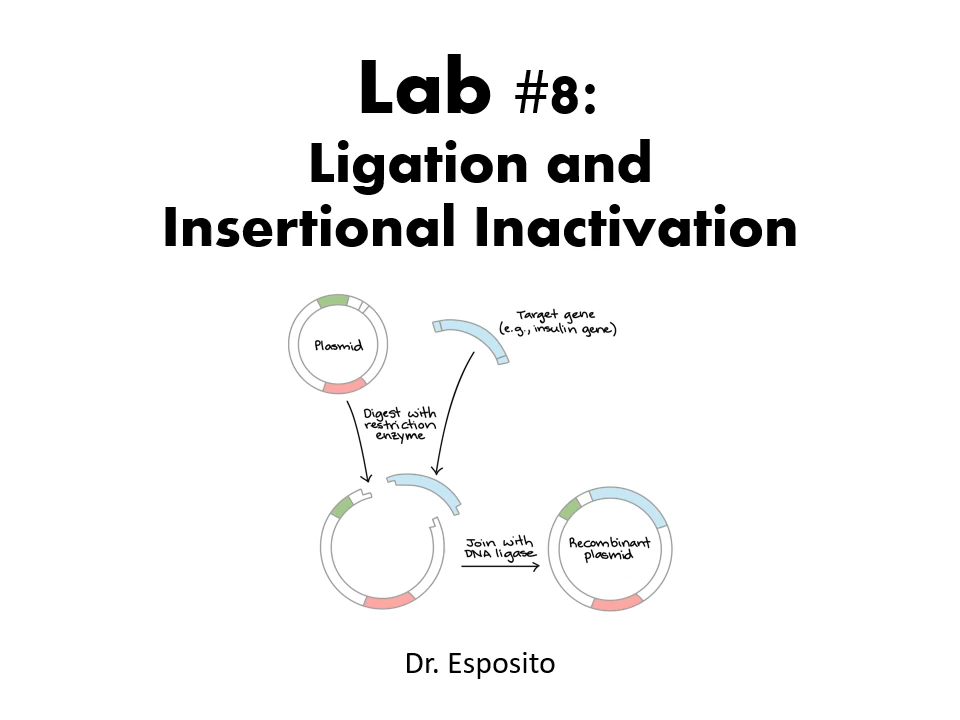 Lab #8:
Ligation and
Insertional Inactivation
Plasmid
Target gene
(e.g., insulin gene)
Digest with
restriction
enzyme
Join with
DNA ligase
Recombinant
plasmid
Dr. Esposito